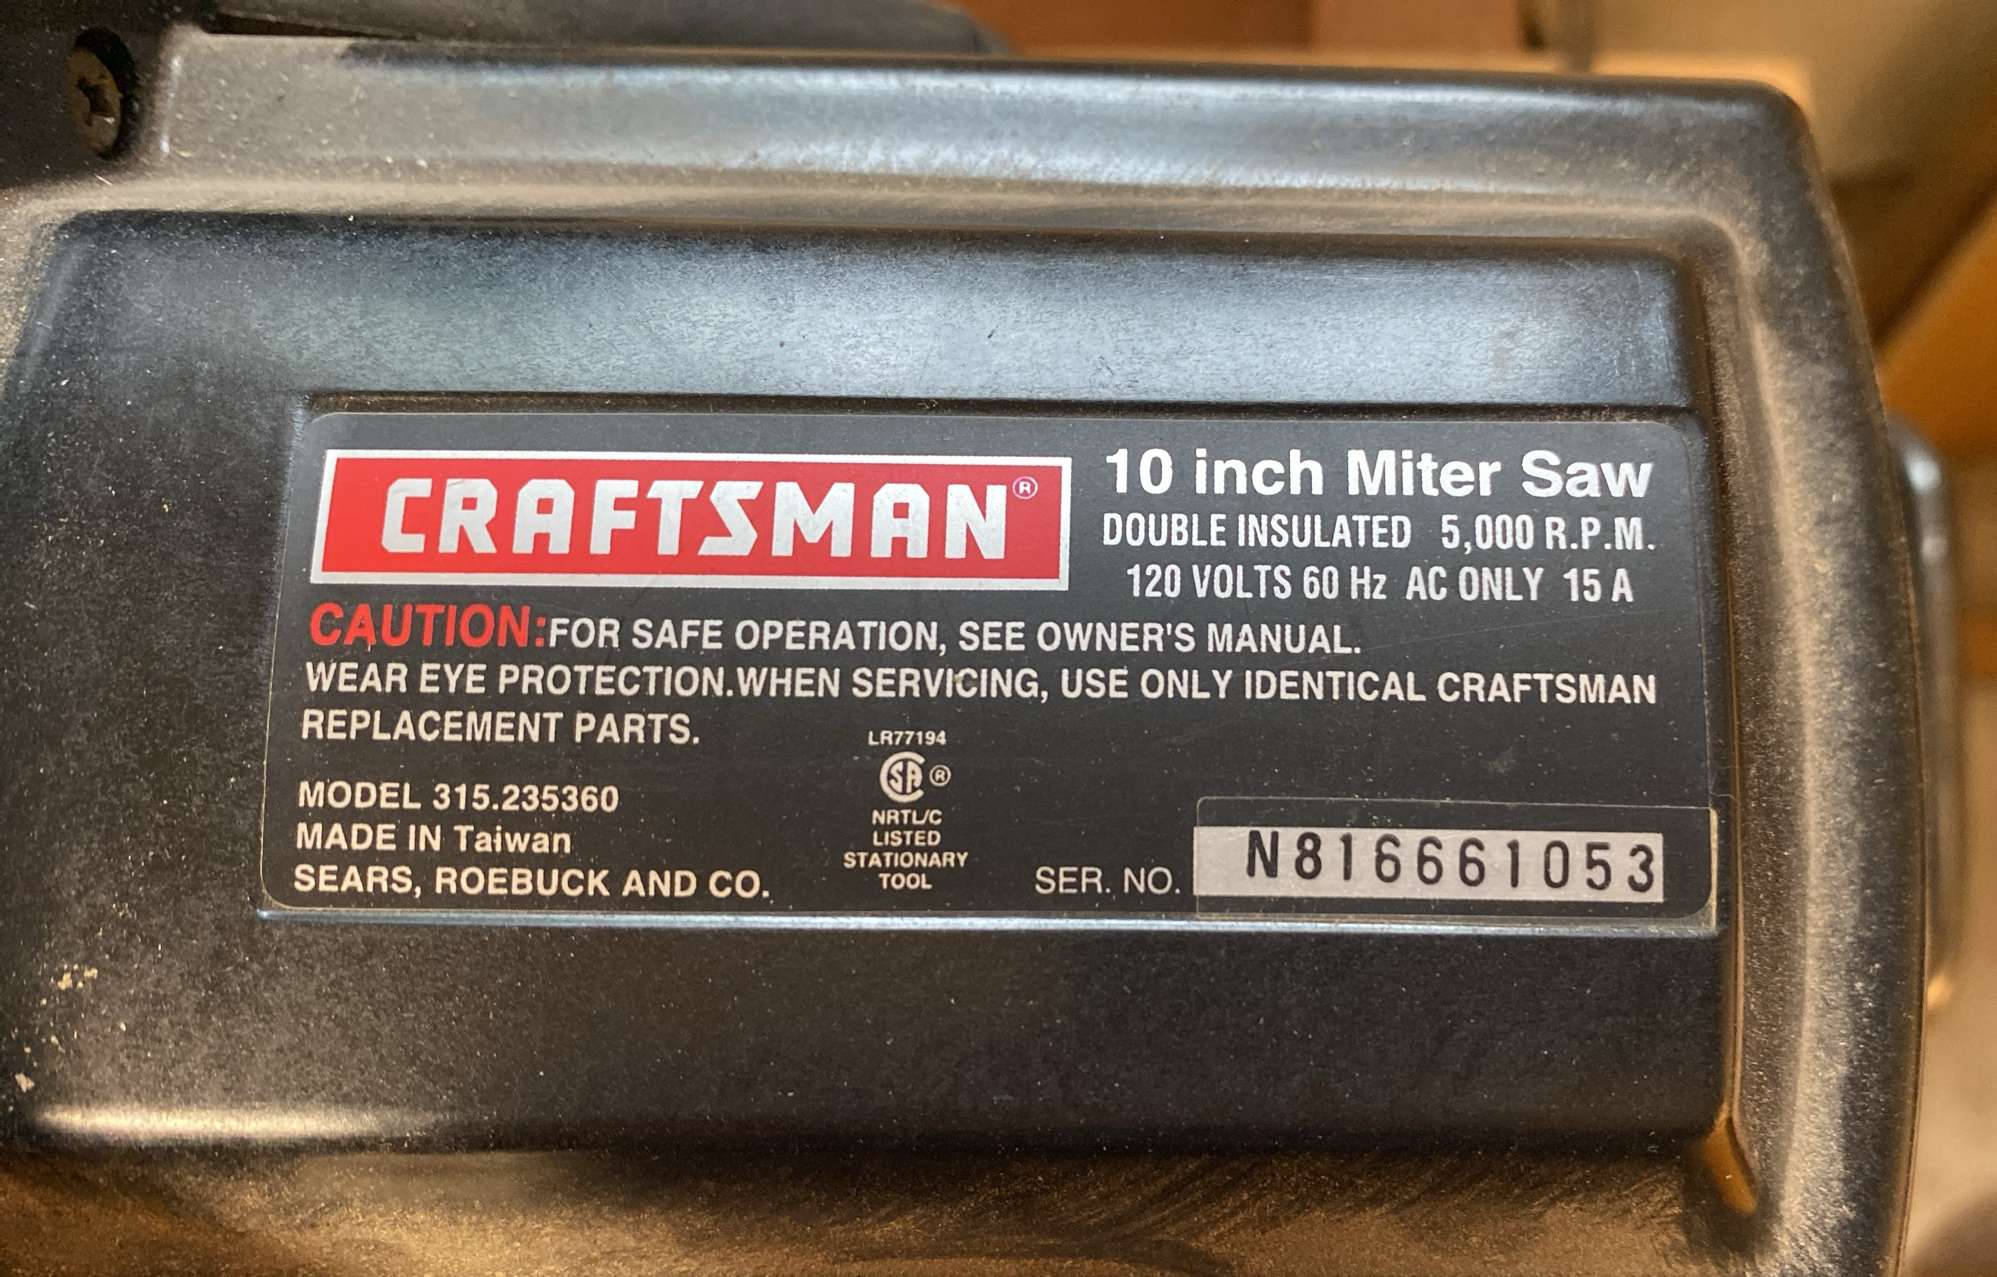 CRAFTSMAN®
10 inch Miter Saw
DOUBLE INSULATED 5,000 R.P.M.
120 VOLTS 60 Hz AC ONLY 15 A
CAUTION:FOR SAFE OPERATION, SEE OWNER'S MANUAL.
WEAR EYE PROTECTION.WHEN SERVICING, USE ONLY IDENTICAL CRAFTSMAN
REPLACEMENT PARTS.
MODEL 315.235360
MADE IN Taiwan
SEARS, ROEBUCK AND CO.
LR77194
SA ®
NRTL/C
LISTED
STATIONARY
TOOL
SER. NO. N816661053